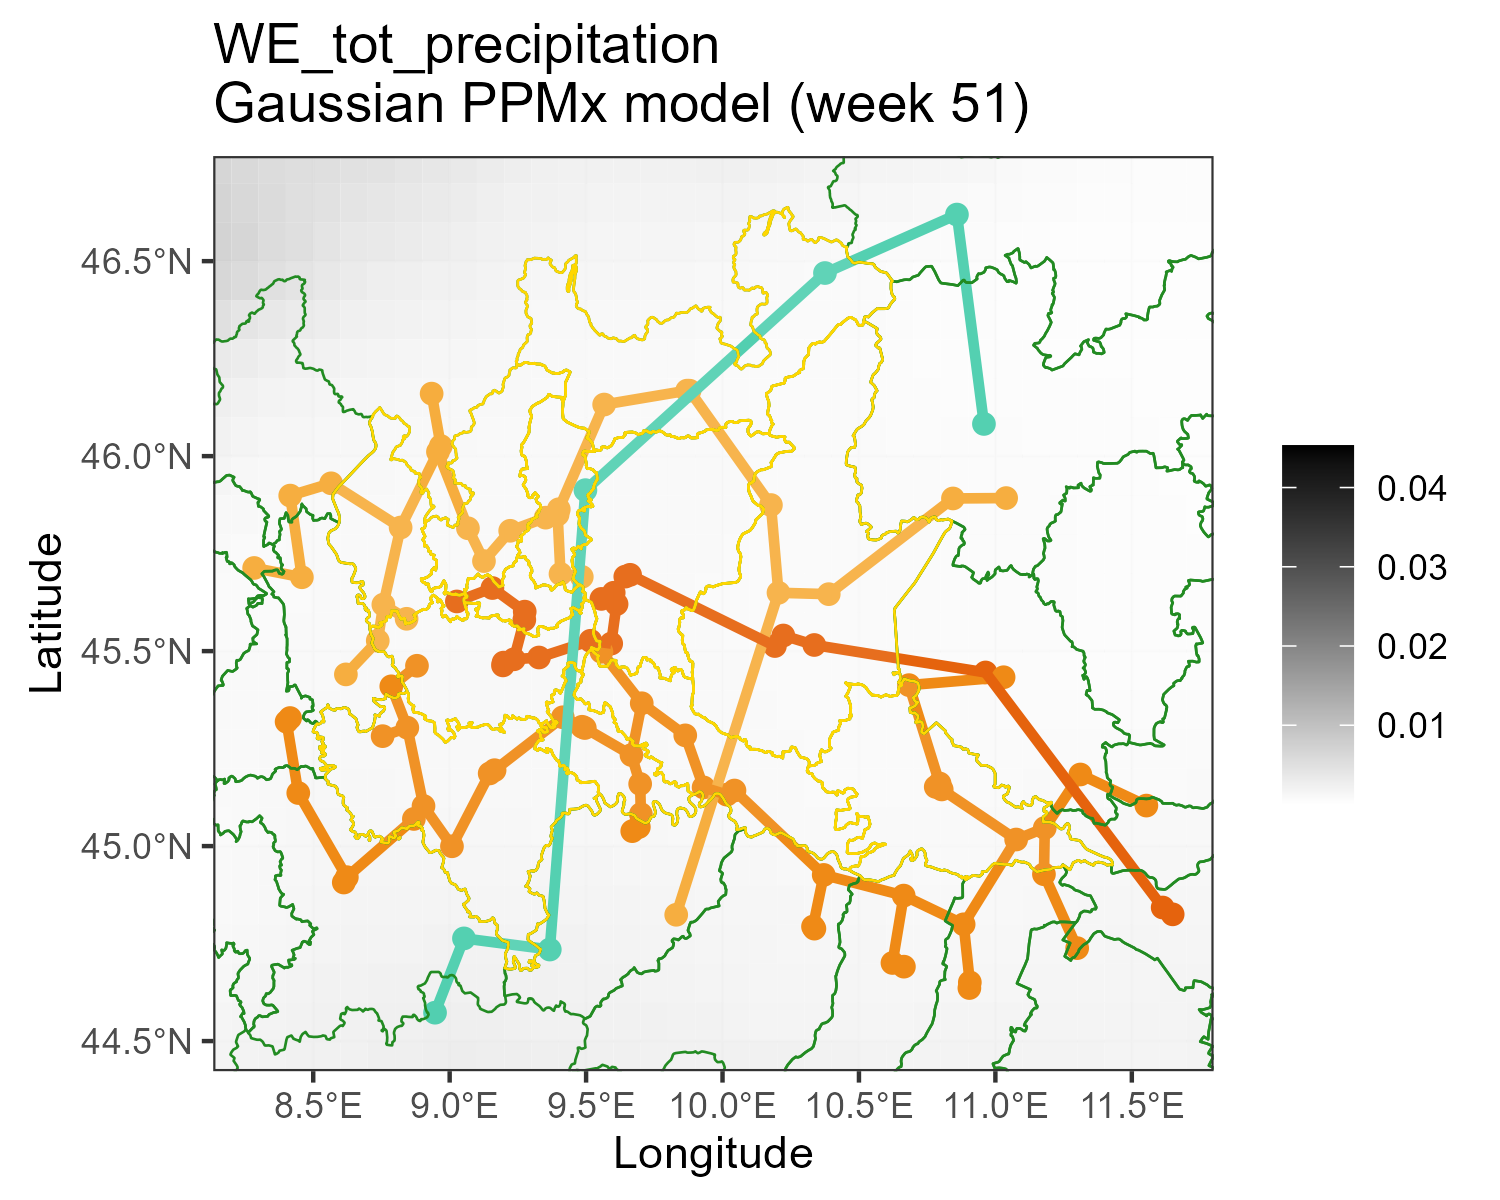 WE_tot_precipitation
Gaussian PPMx model (week 51)
46.5°N
46.0°N
45.5°N
45.0°N
44.5°N
Latitude
8.5°E 9.0°E 9.5°E 10.0°E 10.5°E 11.0°E 11.5°E
Longitude
0.04
0.03
0.02
0.01